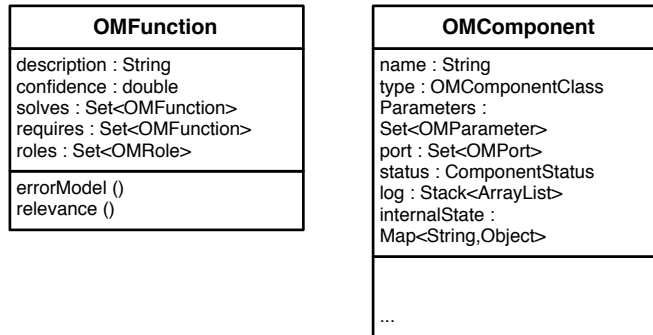 OMFunction
description : String
confidence : double
solves : Set<OMFunction>
requires : Set<OMFunction>
roles : Set<OMRole>
errorModel ()
relevance ()
OMComponent
name : String
type : OMComponentClass
Parameters :
Set<OMParameter>
port : Set<OMPort>
status : ComponentStatus
log : Stack<ArrayList>
internalState :
Map<String,Object>
...